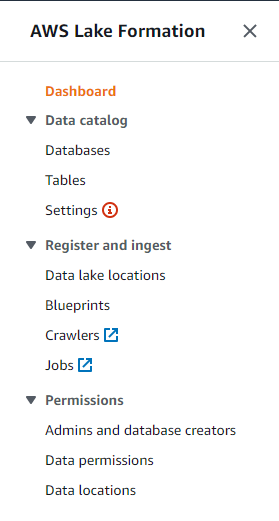 AWS Lake Formation
Dashboard
Data catalog
Databases
Tables
Settings
Register and ingest
Data lake locations
Blueprints
Crawlers
Jobs
Permissions
Admins and database creators
Data permissions
Data locations